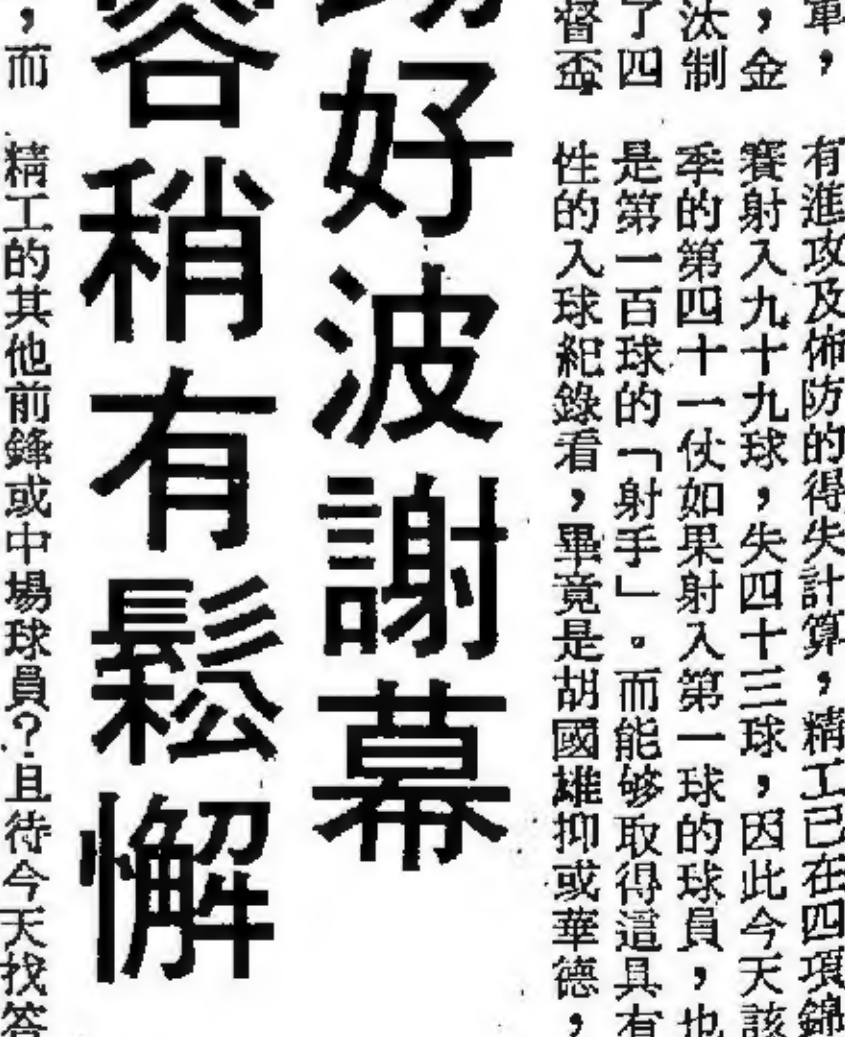 軍，
有進攻及怖防的得失計算，精工已在四項錦
，金
賽射入九十九球，失四十三球，因此今天該
汰制
季的第四十一仗如果射入第一球的球員，也
了四
是第一百球的「射手」。而能够取得這具有
督盃
性的入球紀錄看，畢竟是胡國雄抑或華德，
好波謝幕
容稍有鬆懈
，而
精工的其他前鋒或中場球員？且待今天找答